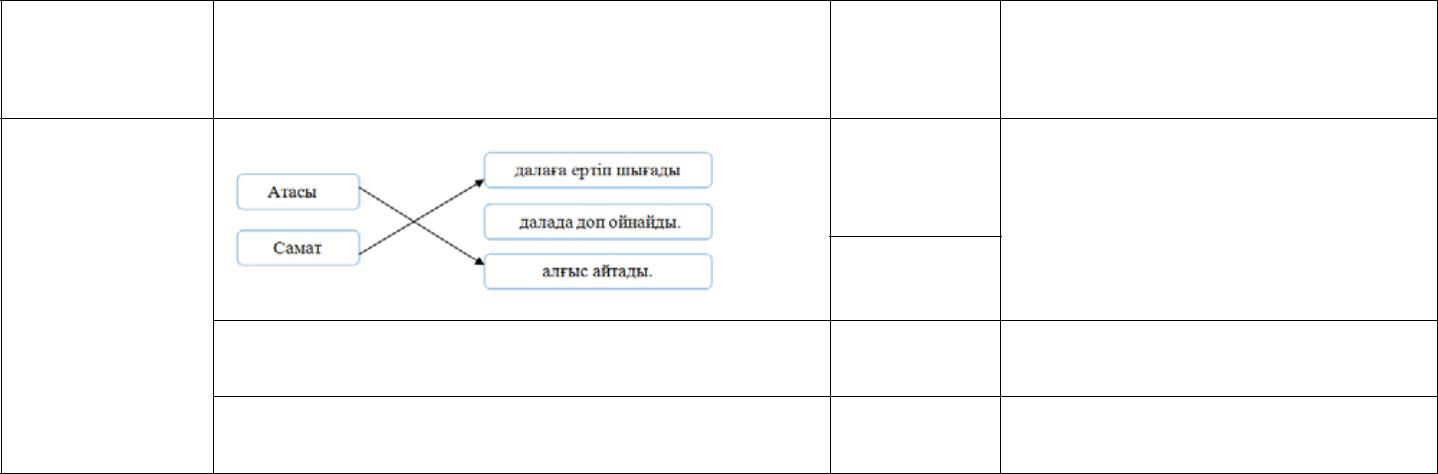 Атасы
Самат
далаға ертіп шығады
далада доп ойнайды.
алғыс айтады.